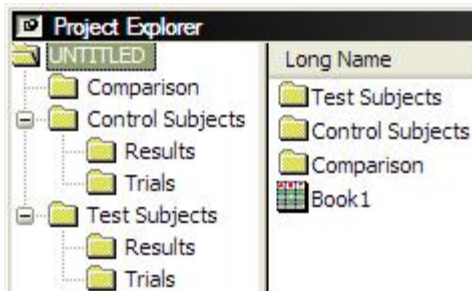 Project Explorer
UNTITLED
Comparison
Control Subjects
Results
Trials
Test Subjects
Results
Trials
Long Name
Test Subjects
Control Subjects
Comparison
Book1